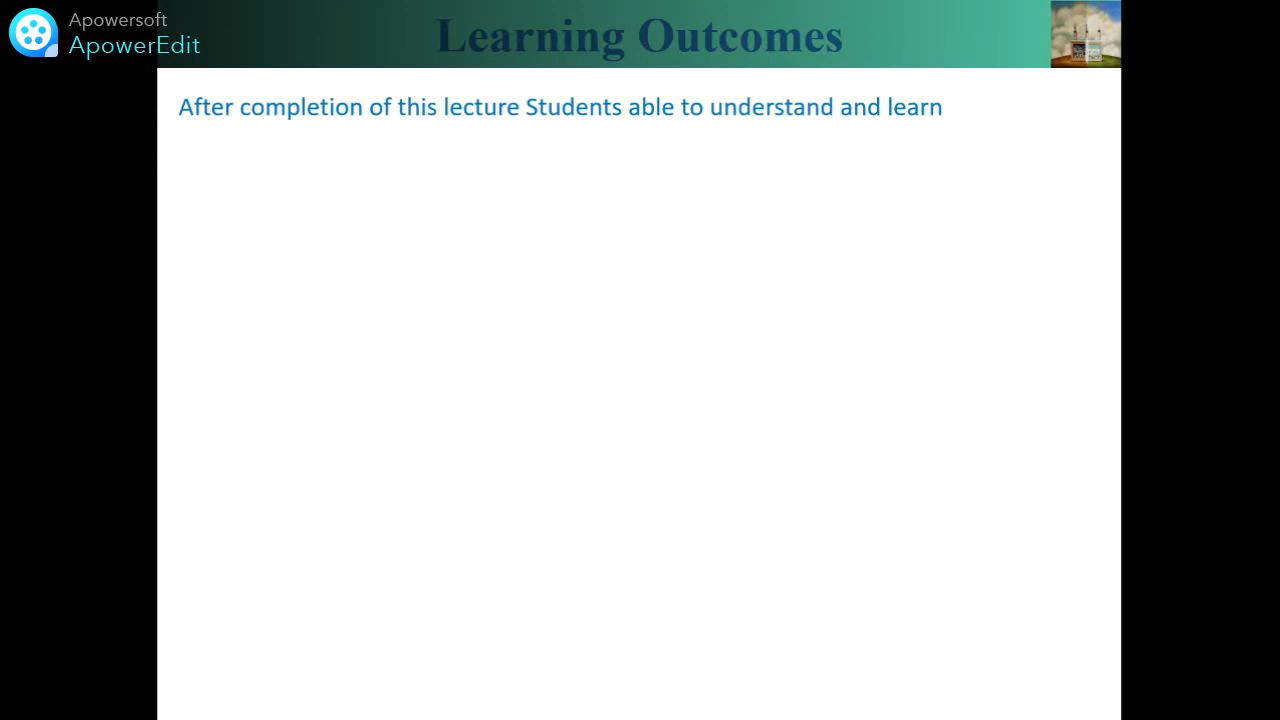 Apowersoft
ApowerEdit
Learning Outcomes
After completion of this lecture Students able to understand and learn